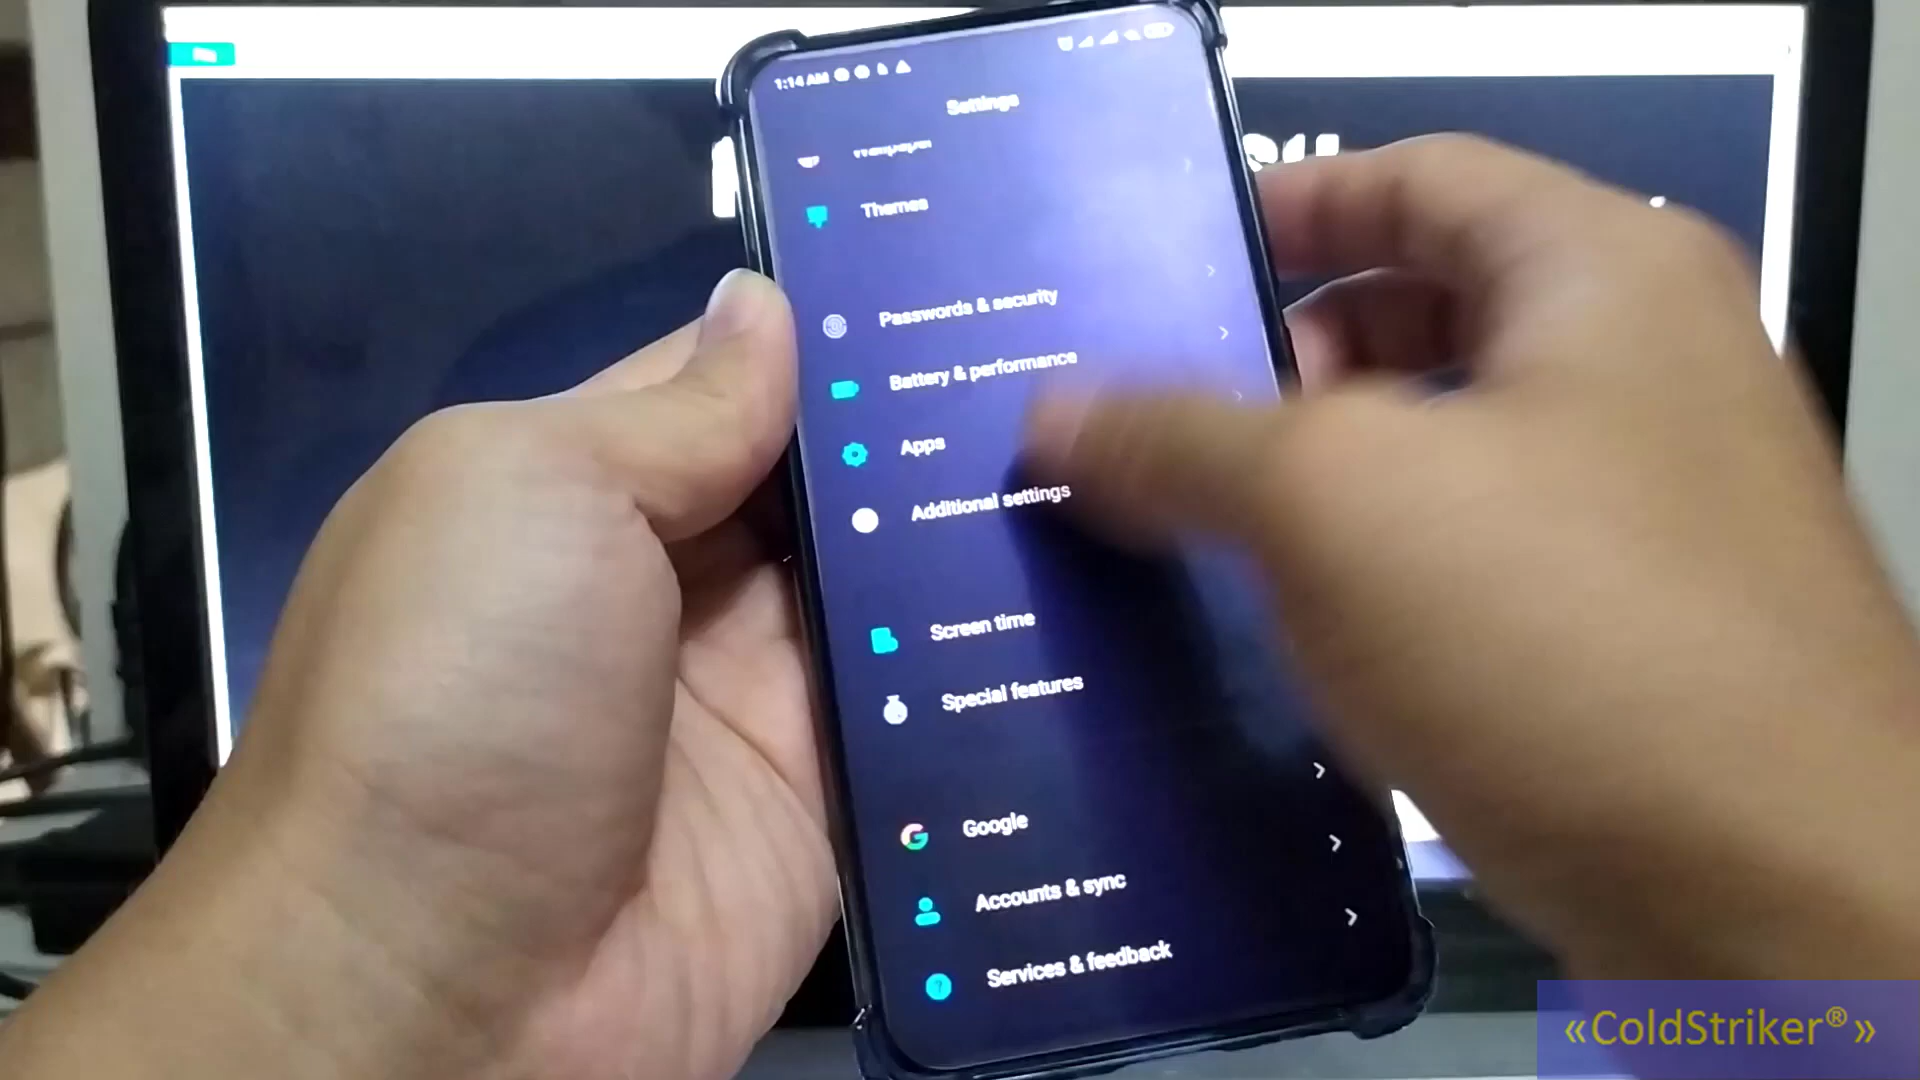 1:14 AM
Settings
Wallpaper
Themes
Passwords & security
Battery & performance
Apps
Additional settings
Screen time
Special features
Google
Accounts & sync
Services & feedback
«ColdStriker®»